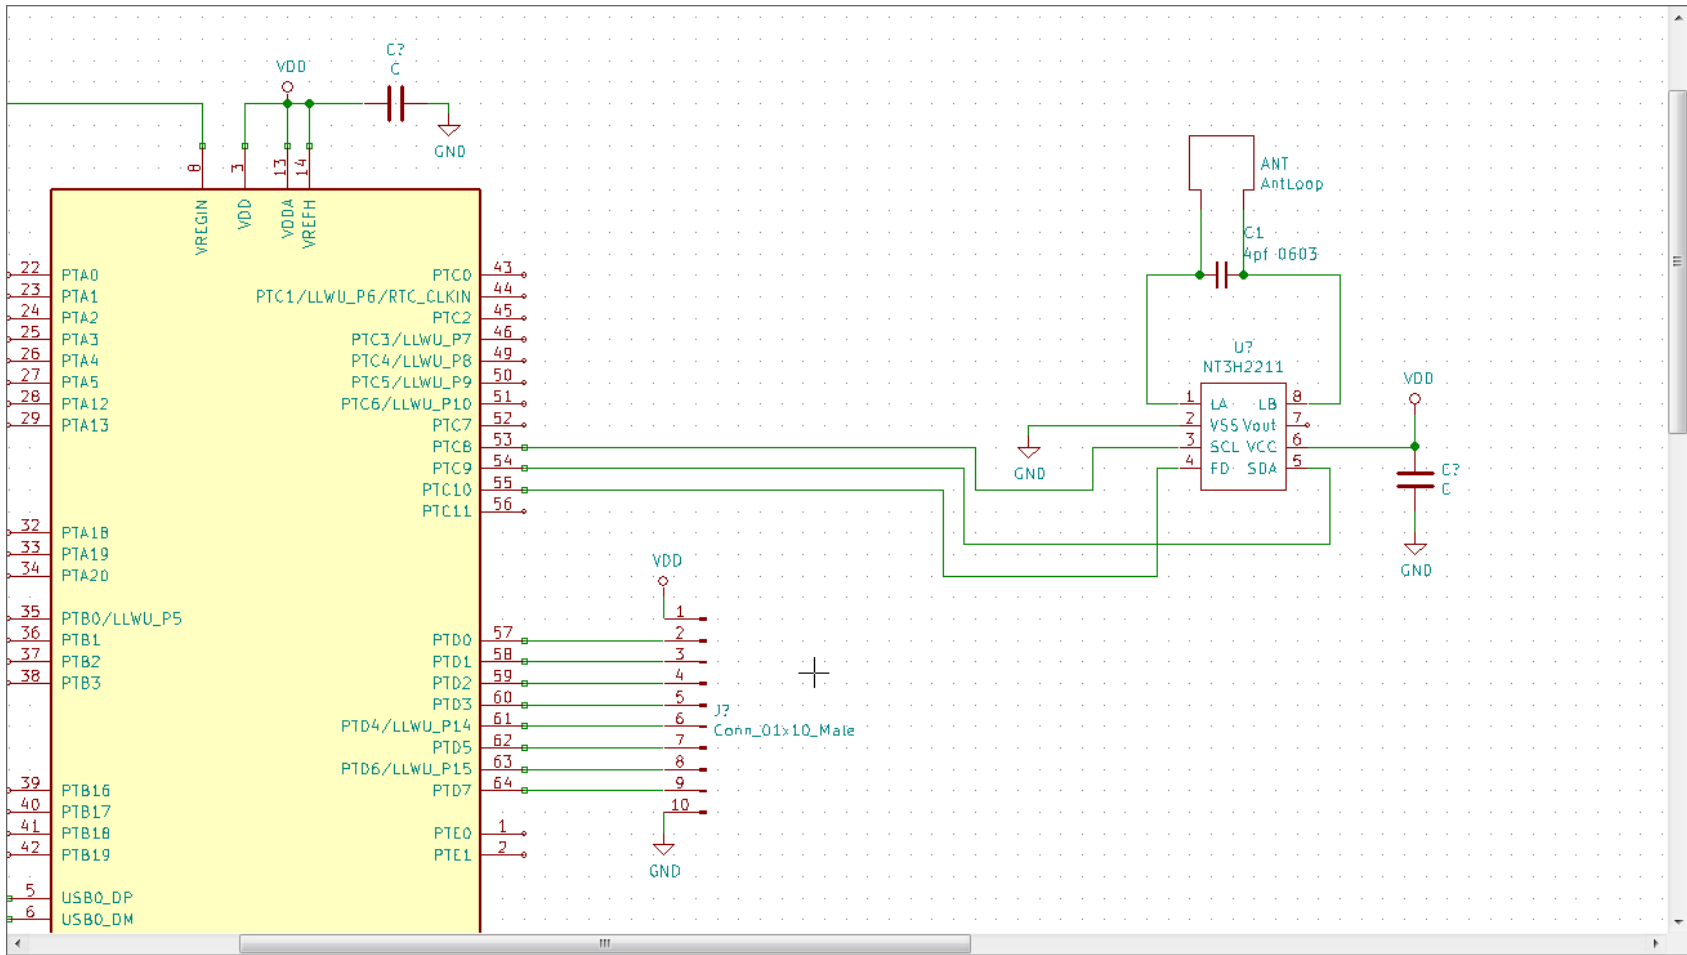 C?
C
VDD
GND
8
3
13
14
VREGIN
VDD
VDDA
VREFH
22 PTA0
23 PTA1
24 PTA2
25 PTA3
26 PTA4
27 PTA5
28 PTA12
29 PTA13
32 PTA18
33 PTA19
34 PTA20
35 PTB0/LLWU_P5
36 PTB1
37 PTB2
38 PTB3
39 PTB16
40 PTB17
41 PTB18
42 PTB19
5 USB0_DP
6 USB0_DM
PTC0 43
PTC1/LLWU_P6/RTC_CLKIN 44
PTC2 45
PTC3/LLWU_P7 46
PTC4/LLWU_P8 49
PTC5/LLWU_P9 50
PTC6/LLWU_P10 51
PTC7 52
PTC8 53
PTC9 54
PTC10 55
PTC11 56
PTD0 57
PTD1 58
PTD2 59
PTD3 60
PTD4/LLWU_P14 61
PTD5 62
PTD6/LLWU_P15 63
PTD7 64
PTE0 1
PTE1 2
VDD
1
2
3
4
5
6
7
8
9
10
J?
Conn_01x10_Male
GND
ANT
AntLoop
C1
4pf 0603
U?
NT3H2211
1 LA LB 8
2 VSS Vout 7
3 SCL VCC 6
4 FD SDA 5
GND
VDD
C?
C
GND